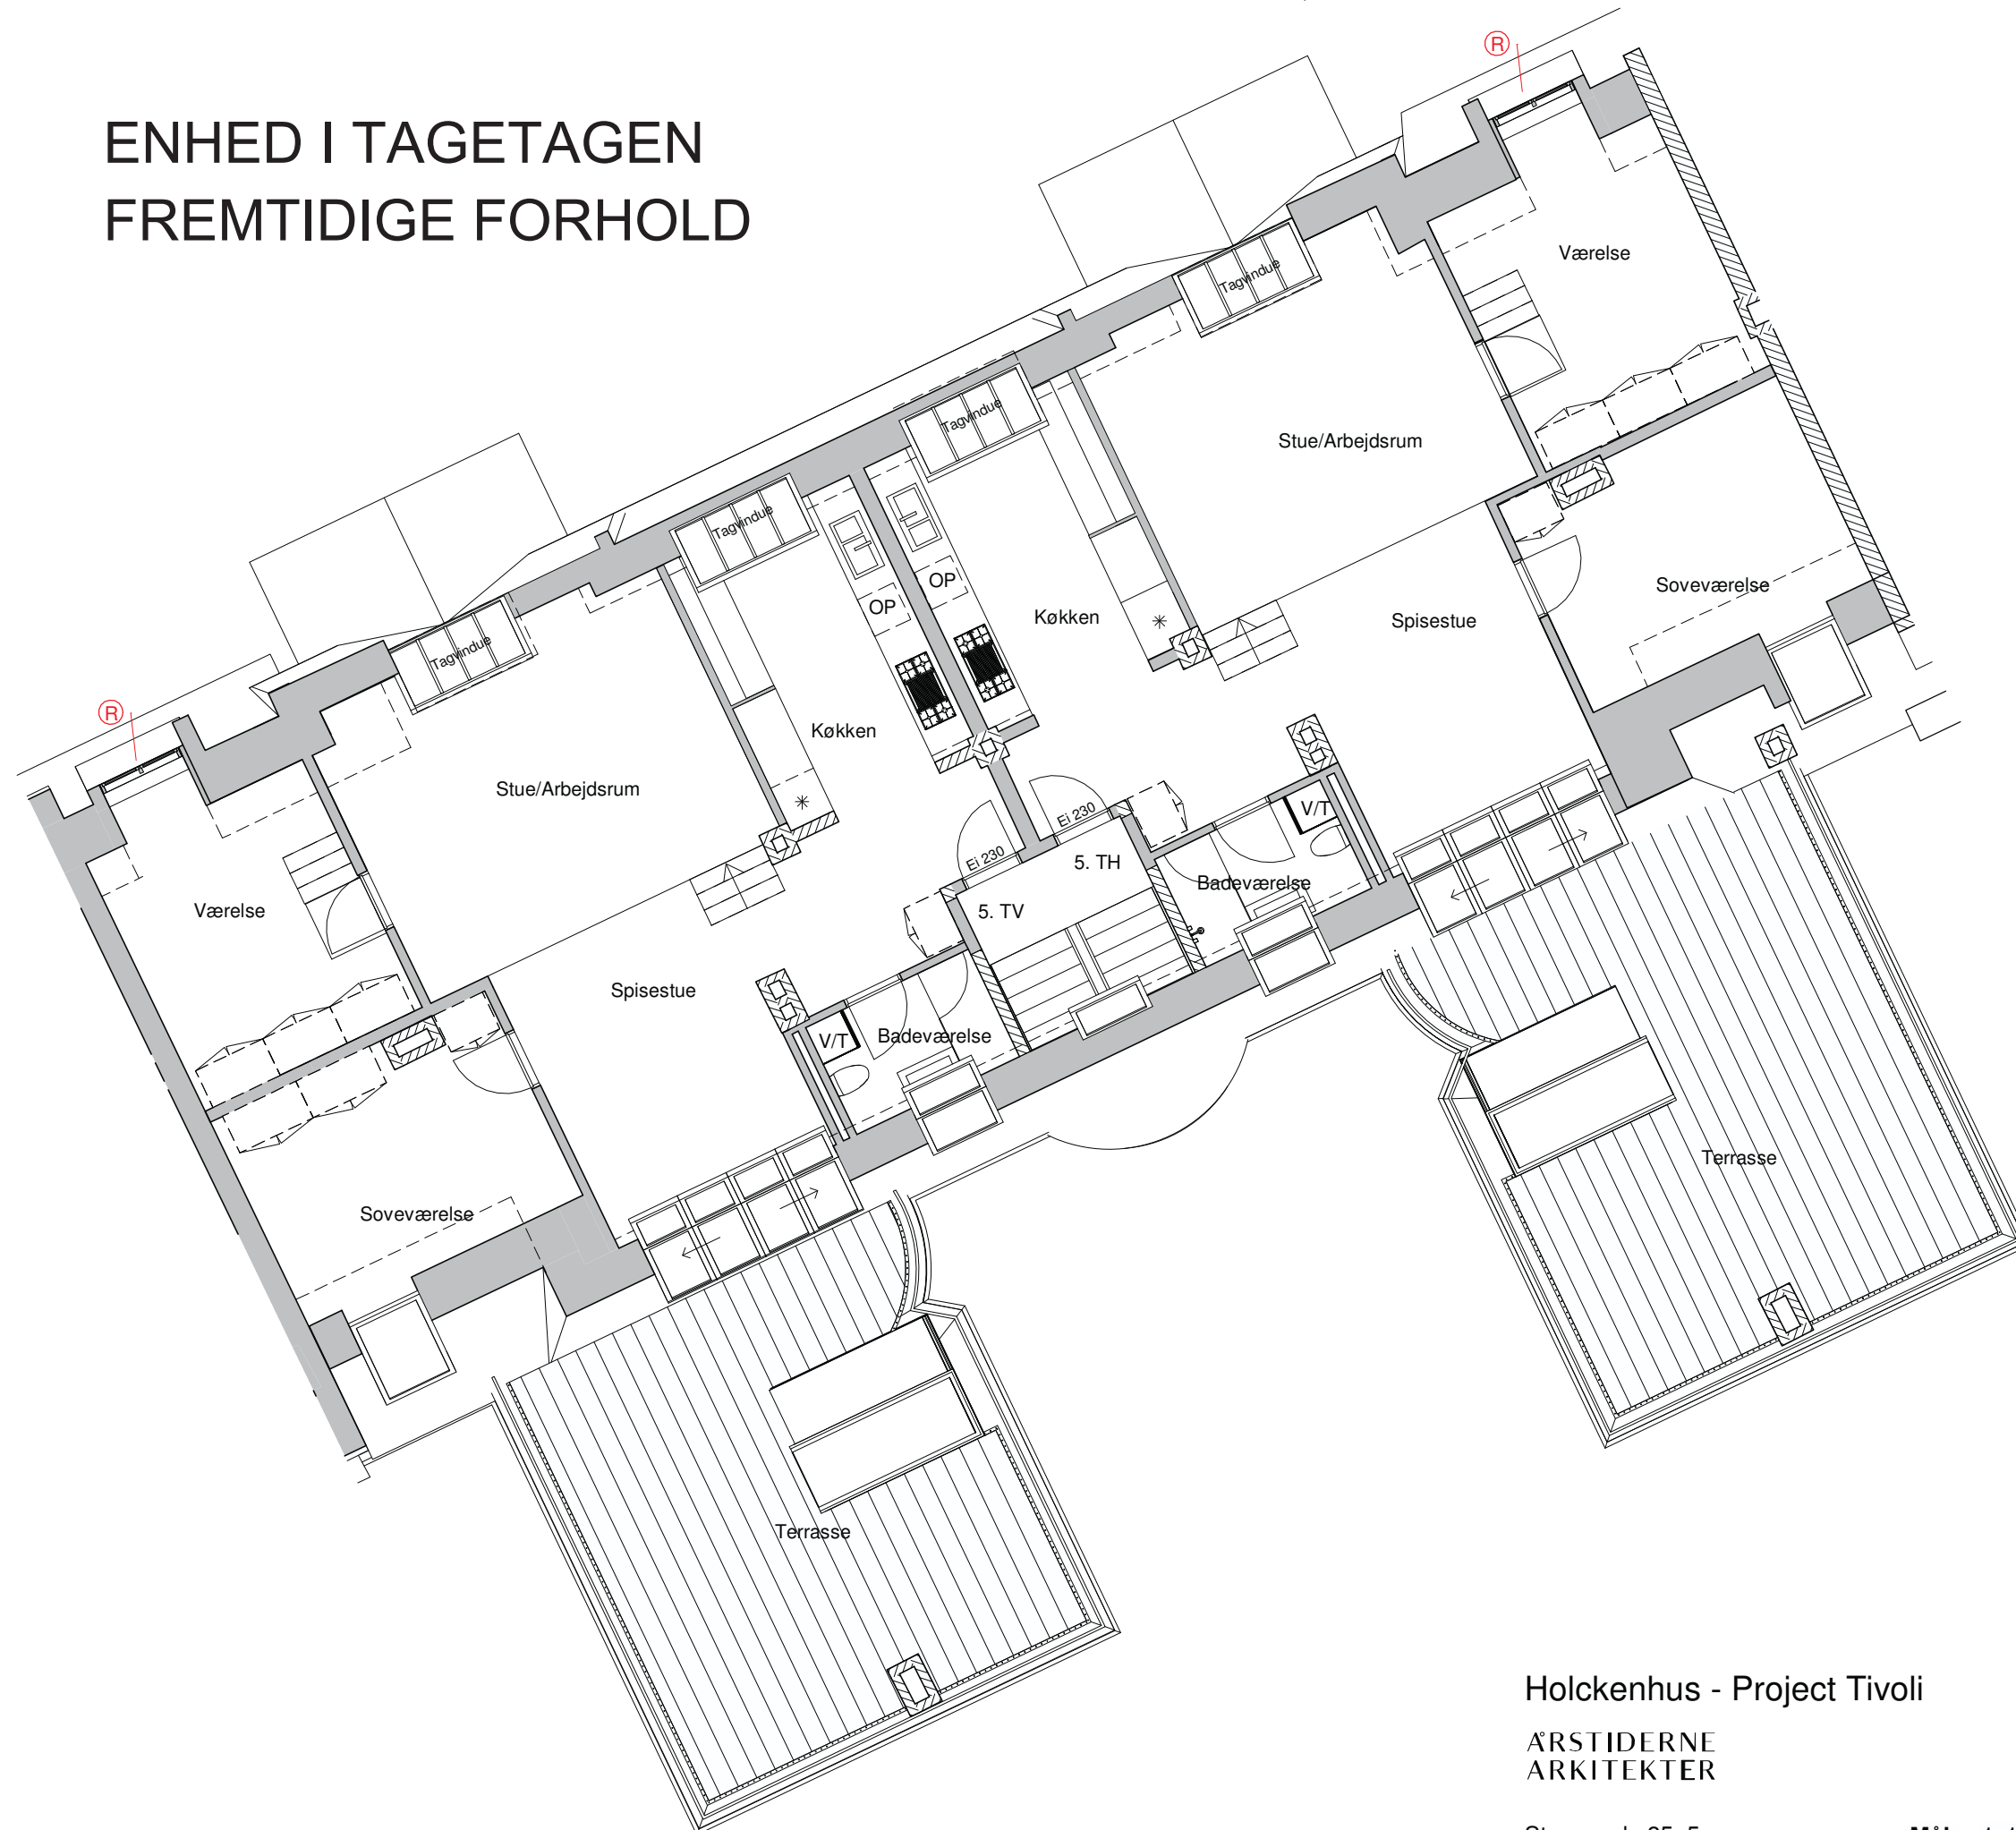 ENHED I TAGETAGEN
FREMTIDIGE FORHOLD
R
Værelse
Tagvindue
Stue/Arbejdsrum
Tagvindue
Køkken
OP
Spisestue
Soveværelse
Ei 230
5. TH
V/T
Badeværelse
Terrasse
R
Tagvindue
Tagvindue
OP
Køkken
Stue/Arbejdsrum
Værelse
Ei 230
5. TV
Spisestue
V/T
Badeværelse
Soveværelse
Terrasse
Holckenhus - Project Tivoli
ÅRSTIDERNE
ARKITEKTER